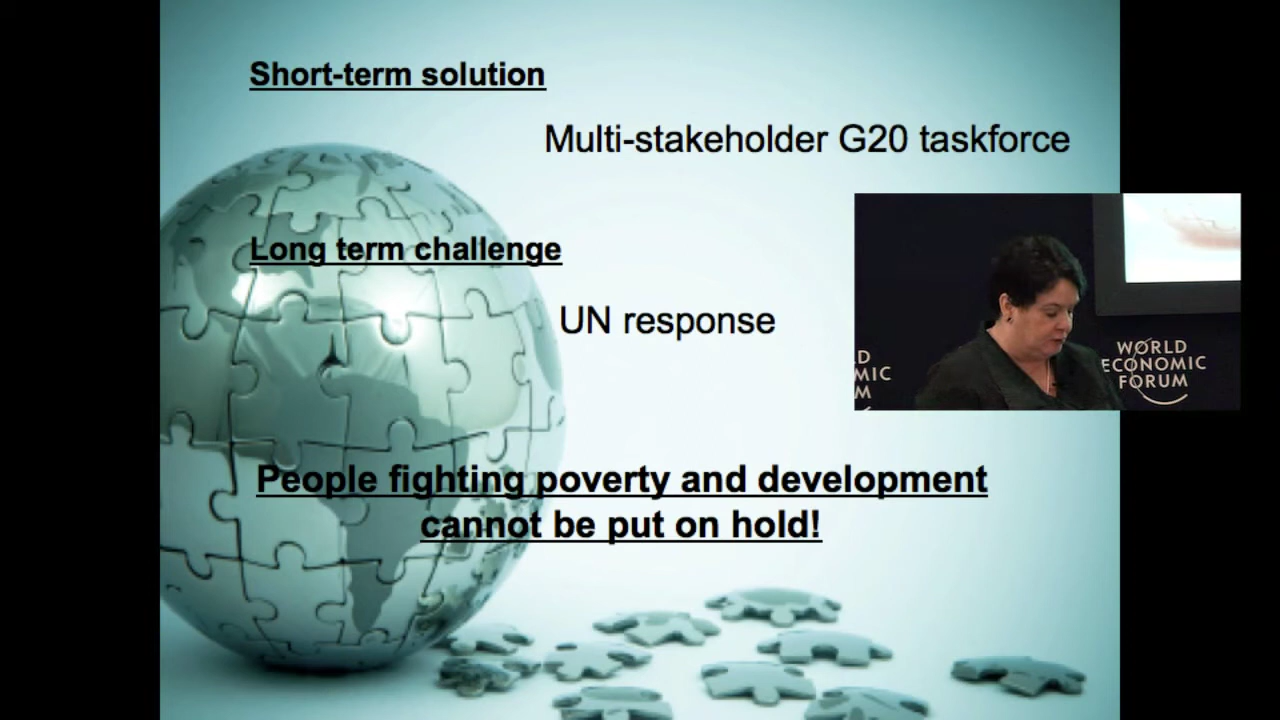 Short-term solution
Multi-stakeholder G20 taskforce
Long term challenge
UN response
D
MIC
M
WORLD
ECONOMIC
FORUM
People fighting poverty and development
cannot be put on hold!